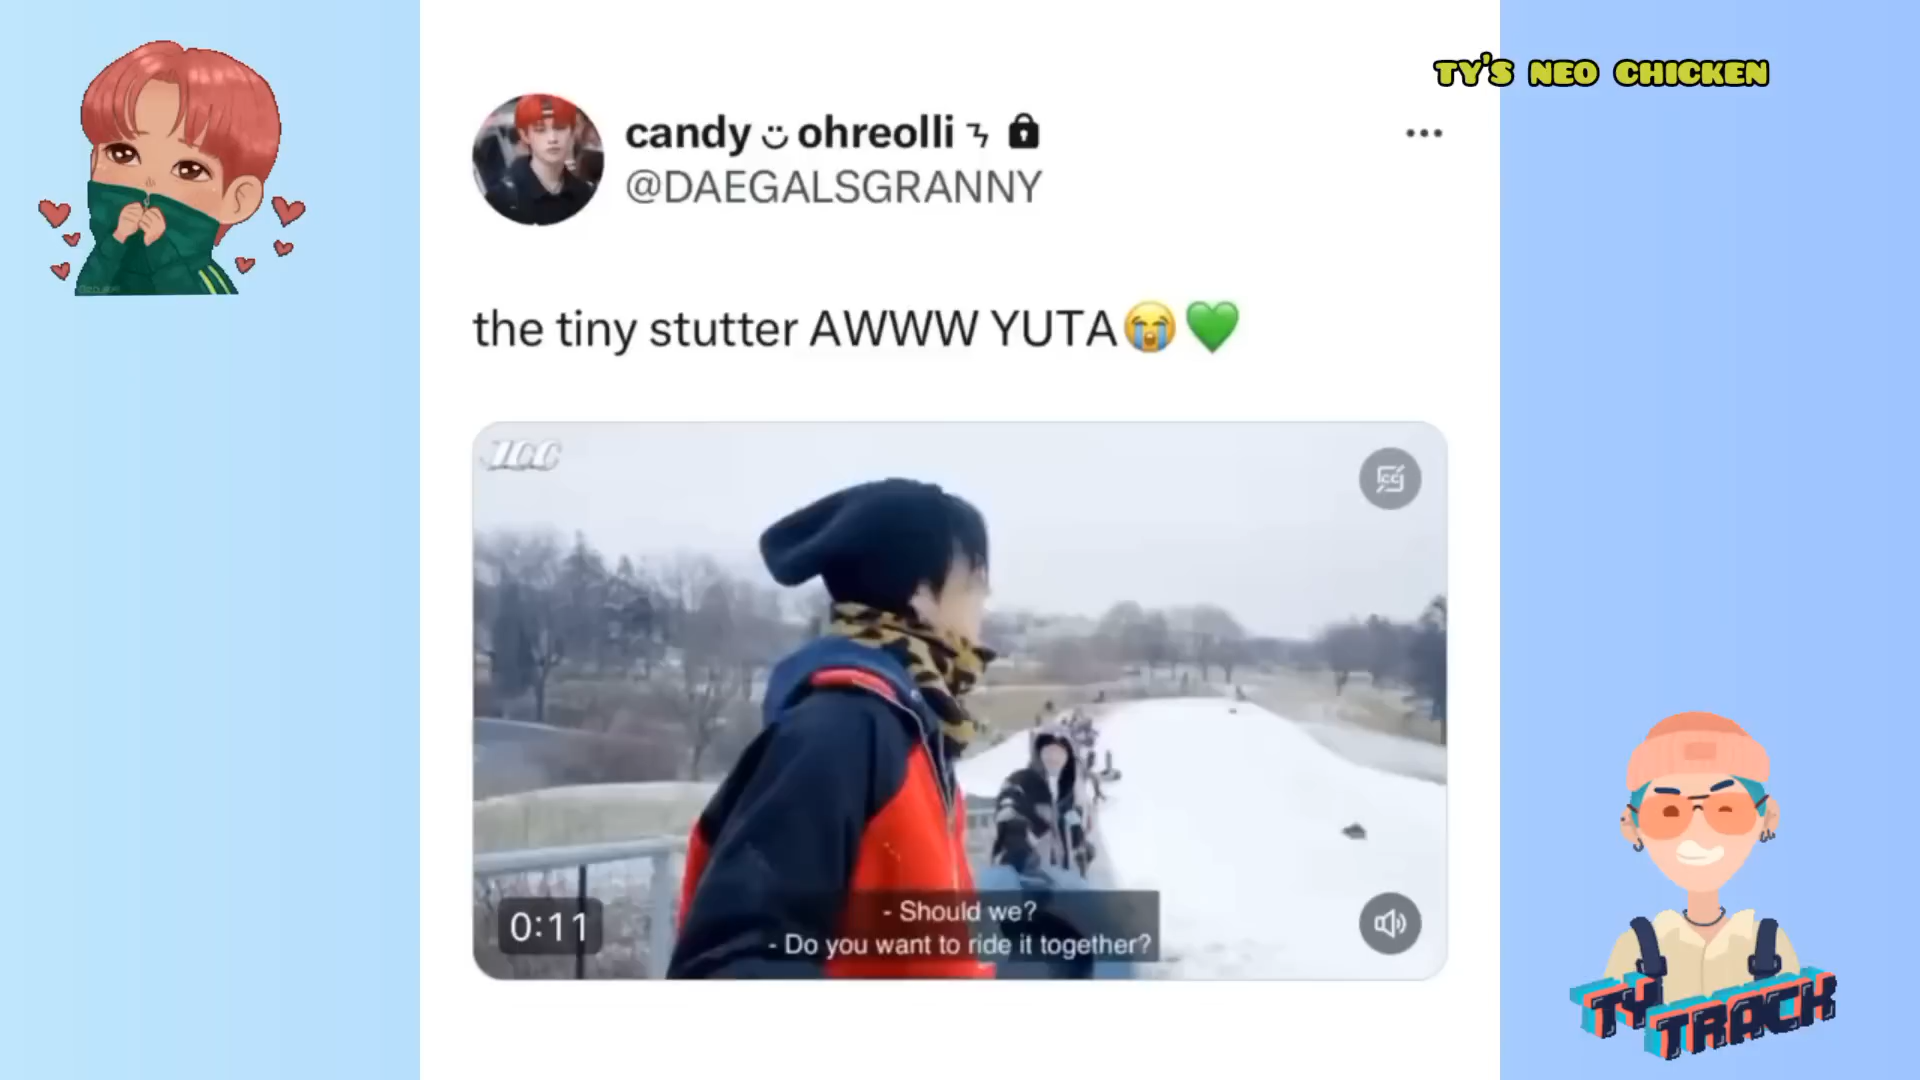 TY'S NEO CHICKEN
candy ت ohreolli ㄣ
@DAEGALSGRANNY
the tiny stutter AWWW YUTA😭💚
JCC
- Should we?
- Do you want to ride it together?
0:11
TY
TRACK